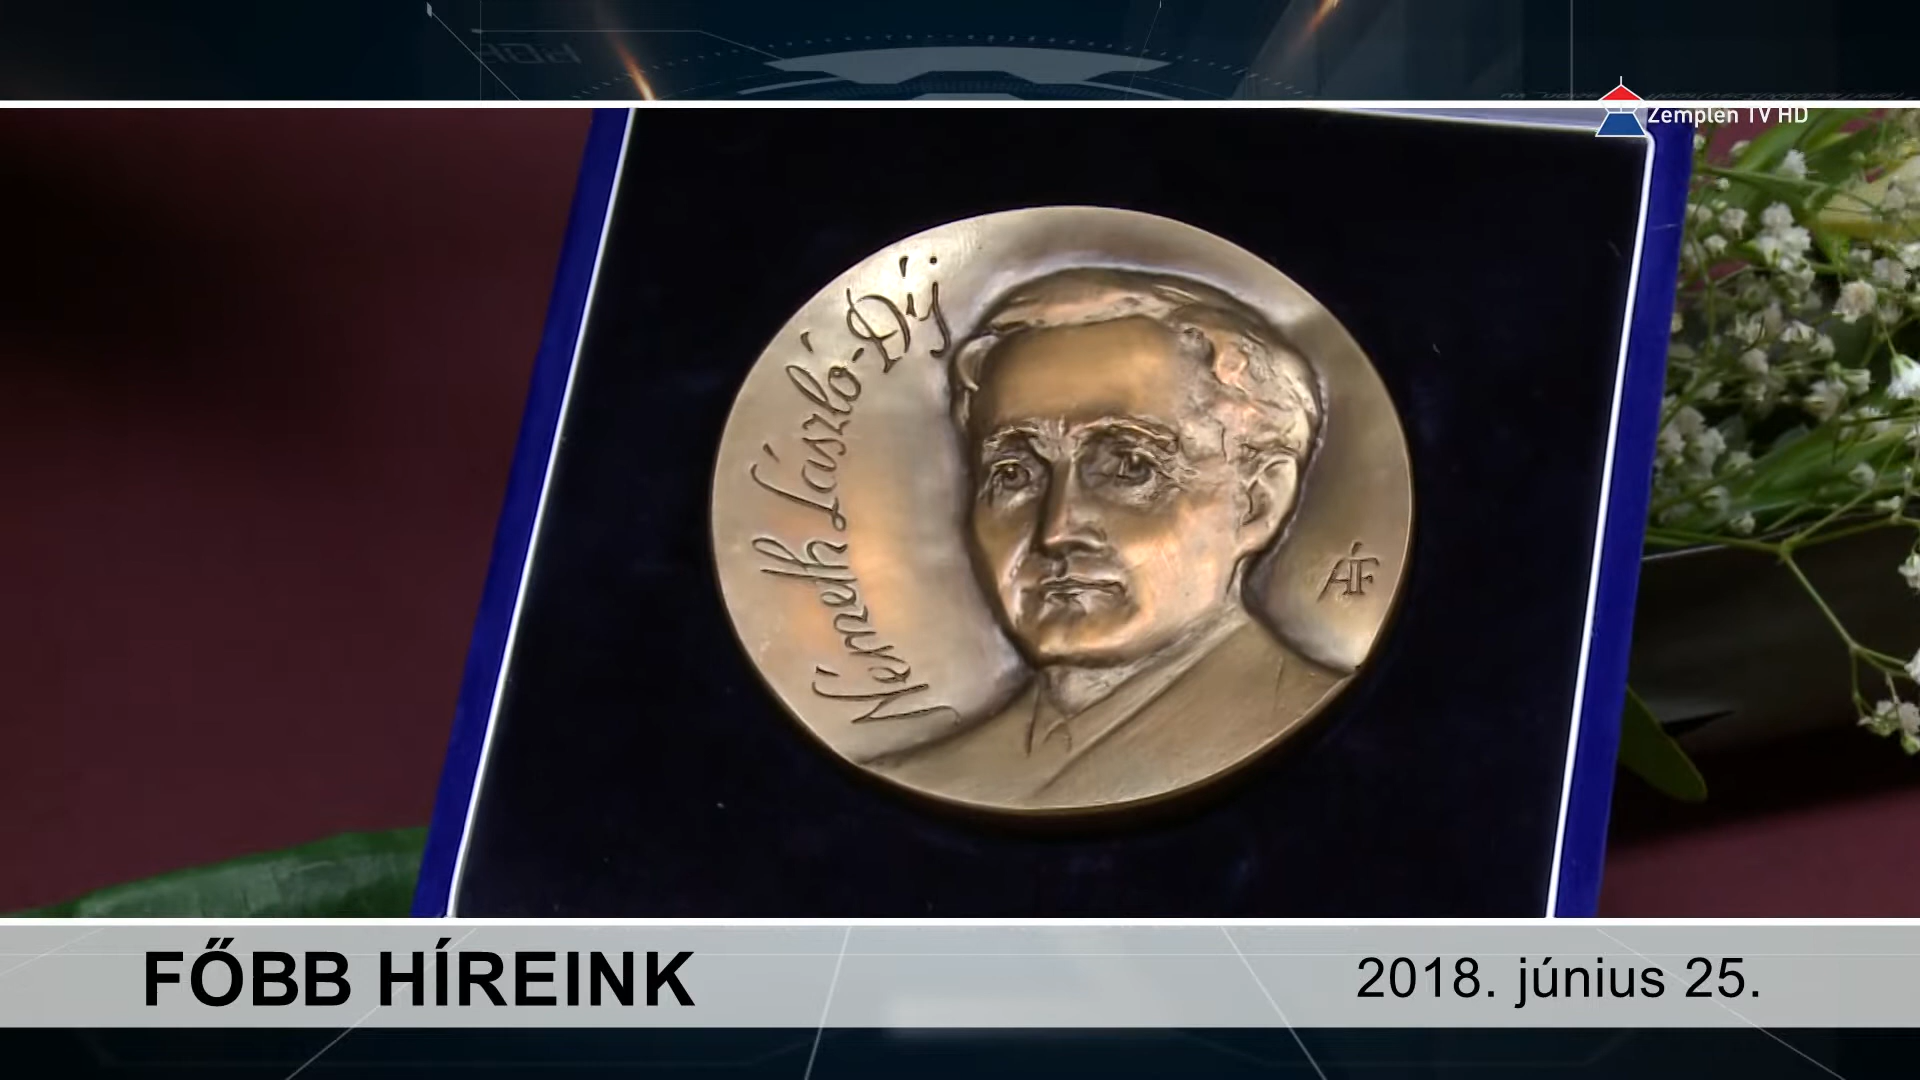 Zemplén TV HD
Németh László-Díj
ÁF
FŐBB HÍREINK
2018. június 25.